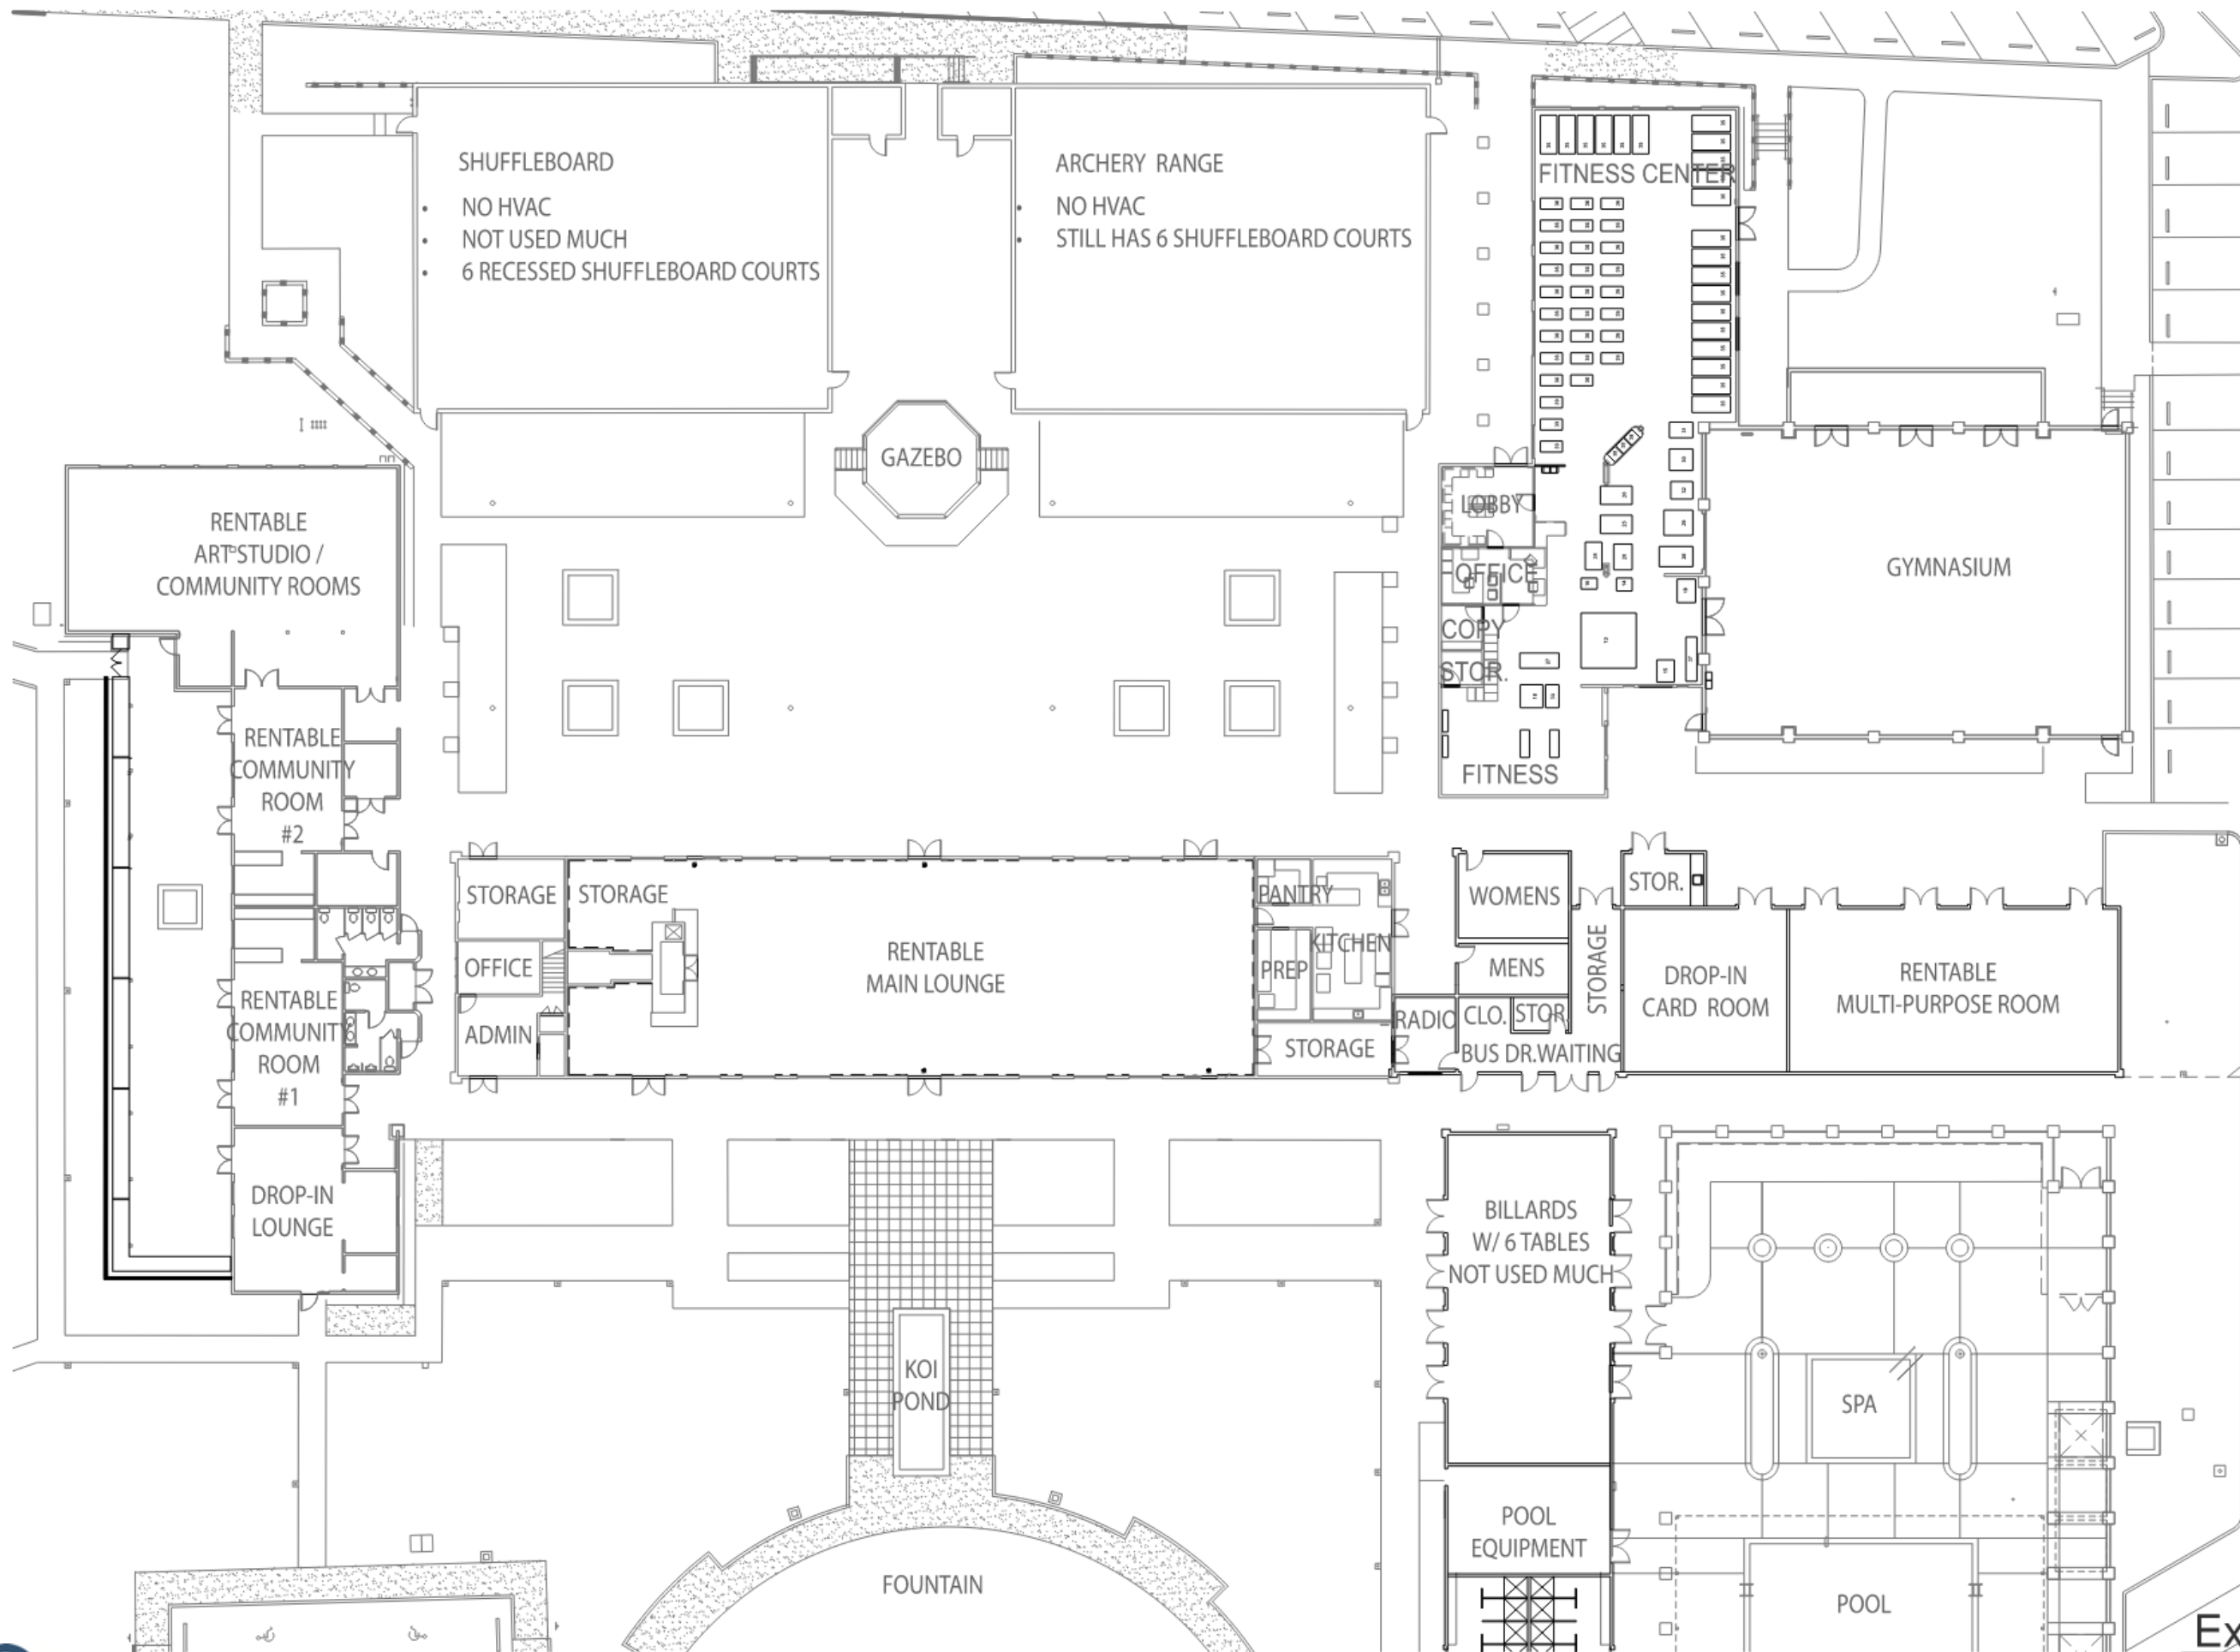 SHUFFLEBOARD
• NO HVAC
• NOT USED MUCH
• 6 RECESSED SHUFFLEBOARD COURTS
ARCHERY RANGE
• NO HVAC
• STILL HAS 6 SHUFFLEBOARD COURTS
FITNESS CENTER
GAZEBO
LOBBY
OFFICE
COPY
STOR.
FITNESS
GYMNASIUM
RENTABLE
ART STUDIO /
COMMUNITY ROOMS
RENTABLE
COMMUNITY
ROOM
#2
RENTABLE
COMMUNITY
ROOM
#1
DROP-IN
LOUNGE
STORAGE
OFFICE
ADMIN
STORAGE
RENTABLE
MAIN LOUNGE
PANTRY
KITCHEN
PREP
STORAGE
RADIO
WOMENS
MENS
CLO.
STOR.
BUS DR.WAITING
STORAGE
STOR.
DROP-IN
CARD ROOM
RENTABLE
MULTI-PURPOSE ROOM
BILLARDS
W/ 6 TABLES
NOT USED MUCH
POOL
EQUIPMENT
SPA
POOL
KOI
POND
FOUNTAIN
Ex